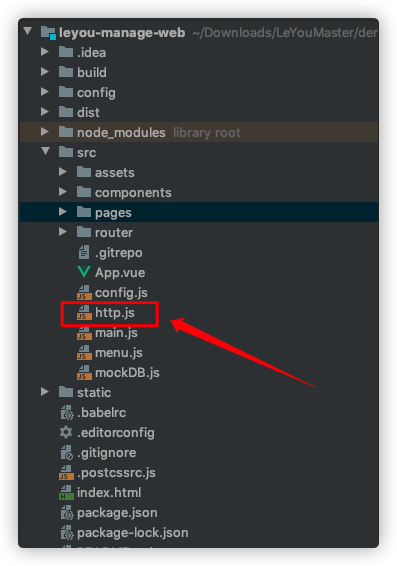 leyou-manage-web ~/Downloads/LeYouMaster/der
.idea
build
config
dist
node_modules library root
src
assets
components
pages
router
.gitrepo
App.vue
config.js
http.js
main.js
menu.js
mockDB.js
static
.babelrc
.editorconfig
.gitignore
.postcssrc.js
index.html
package.json
package-lock.json